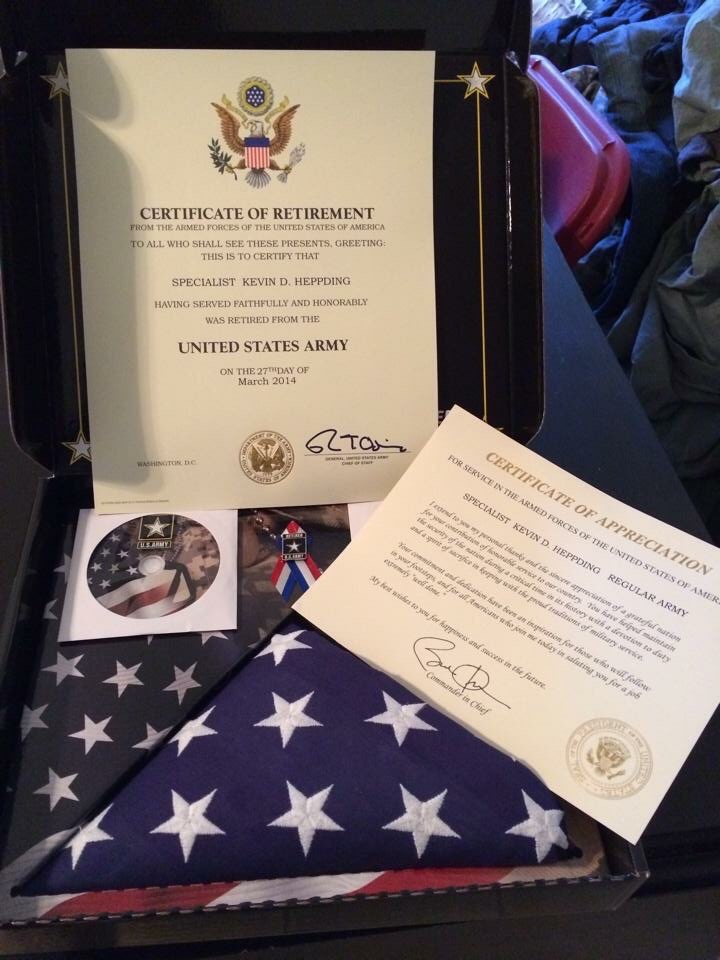 CERTIFICATE OF RETIREMENT
FROM THE ARMED FORCES OF THE UNITED STATES OF AMERICA
TO ALL WHO SHALL SEE THESE PRESENTS, GREETING:
THIS IS TO CERTIFY THAT
SPECIALIST KEVIN D. HEPPDING
HAVING SERVED FAITHFULLY AND HONORABLY
WAS RETIRED FROM THE
UNITED STATES ARMY
ON THE 27TH DAY OF
March 2014
WASHINGTON, D.C.
GENERAL, UNITED STATES ARMY
CHIEF OF STAFF
CERTIFICATE OF APPRECIATION
FOR SERVICE IN THE ARMED FORCES OF THE UNITED STATES OF AMER
SPECIALIST KEVIN D. HEPPDING REGULAR ARMY
I extend to you my personal thanks and the sincere appreciation of a grateful nation
for your contribution of honorable service to our country. You have helped maintain
the security of the nation during a critical time in its history with a devotion to duty
and a spirit of sacrifice in keeping with the proud traditions of military service.
Your commitment and dedication have been an inspiration for those who will follow
in your footsteps, and for all Americans who join me today in saluting you for a job
extremely "well done."
My best wishes to you for happiness and success in the future.
Commander in Chief
U.S. ARMY
RETIRED
U.S. ARMY